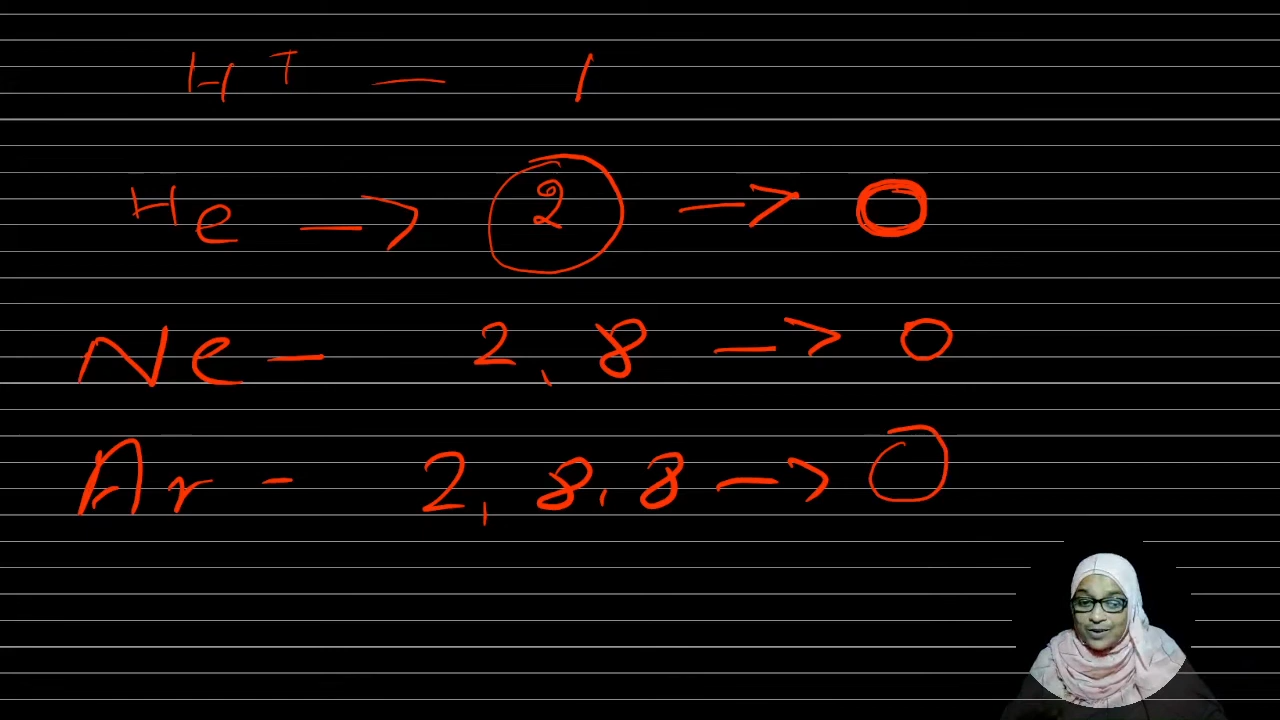 H⁺ — 1
He → 2 → 0
Ne – 2, 8 → 0
Ar – 2, 8, 8 → 0